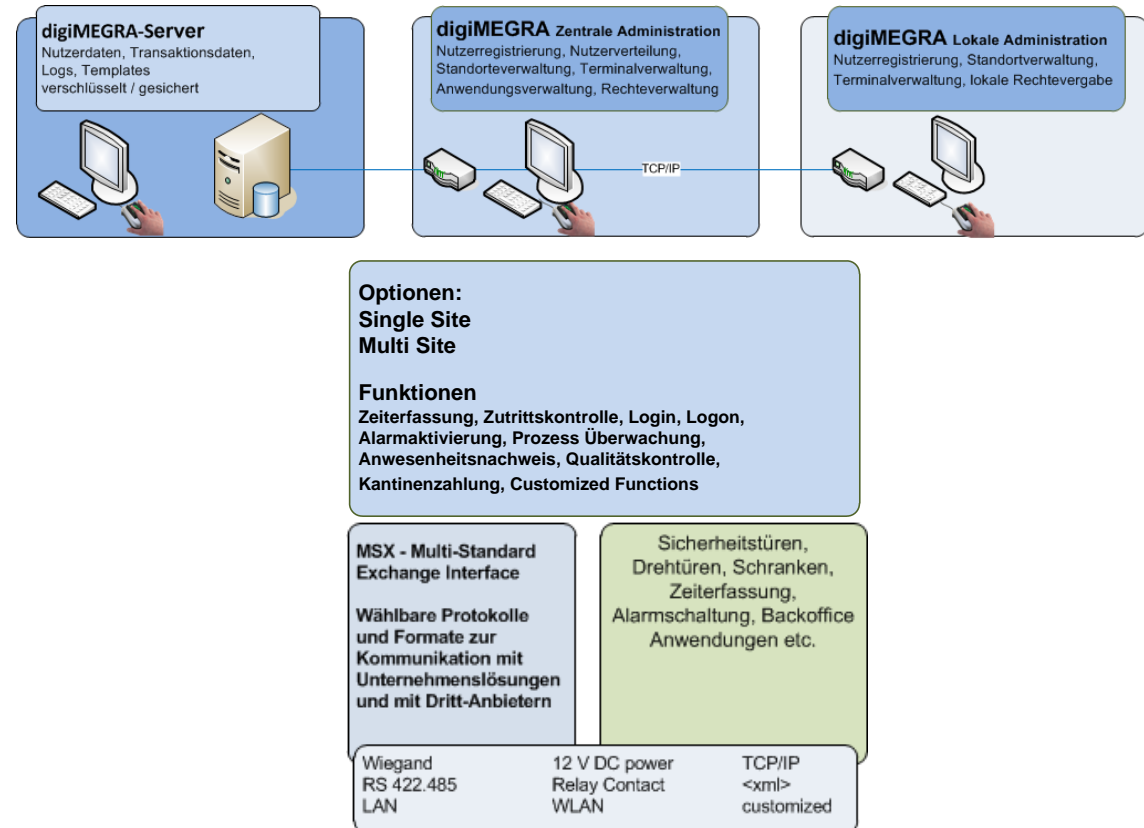 digiMEGRA-Server
Nutzerdaten, Transaktionsdaten,
Logs, Templates
verschlüsselt / gesichert
digiMEGRA Zentrale Administration
Nutzerregistrierung, Nutzerverteilung,
Standorteverwaltung, Terminalverwaltung,
Anwendungsverwaltung, Rechteverwaltung
digiMEGRA Lokale Administration
Nutzerregistrierung, Standortverwaltung,
Terminalverwaltung, lokale Rechtevergabe
TCP/IP
Optionen:
Single Site
Multi Site
Funktionen
Zeiterfassung, Zutrittskontrolle, Login, Logon,
Alarmaktivierung, Prozess Überwachung,
Anwesenheitsnachweis, Qualitätskontrolle,
Kantinenzahlung, Customized Functions
MSX - Multi-Standard
Exchange Interface
Wählbare Protokolle
und Formate zur
Kommunikation mit
Unternehmenslösungen
und mit Dritt-Anbietern
Sicherheitstüren,
Drehtüren, Schranken,
Zeiterfassung,
Alarmschaltung, Backoffice
Anwendungen etc.
Wiegand
RS 422.485
LAN
12 V DC power
Relay Contact
WLAN
TCP/IP
<xml>
customized